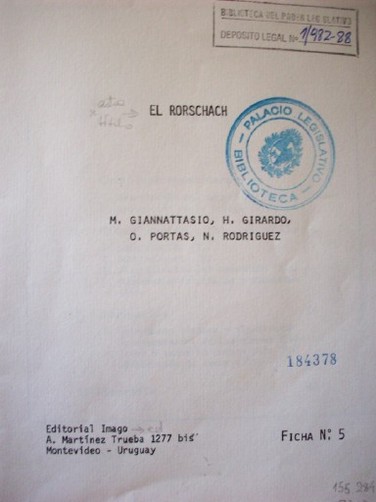 BIBLIOTECA DEL PODER LEGISLATIVO
DEPOSITO LEGAL Nº 1/982-88
EL RORSCHACH
PALACIO LEGISLATIVO
BIBLIOTECA
M. GIANNATTASIO, H. GIRARDO,
O. PORTAS, N. RODRIGUEZ
184378
Editorial Imago → ed
A. Martínez Trueba 1277 bis
Montevideo - Uruguay
FICHA N.º 5